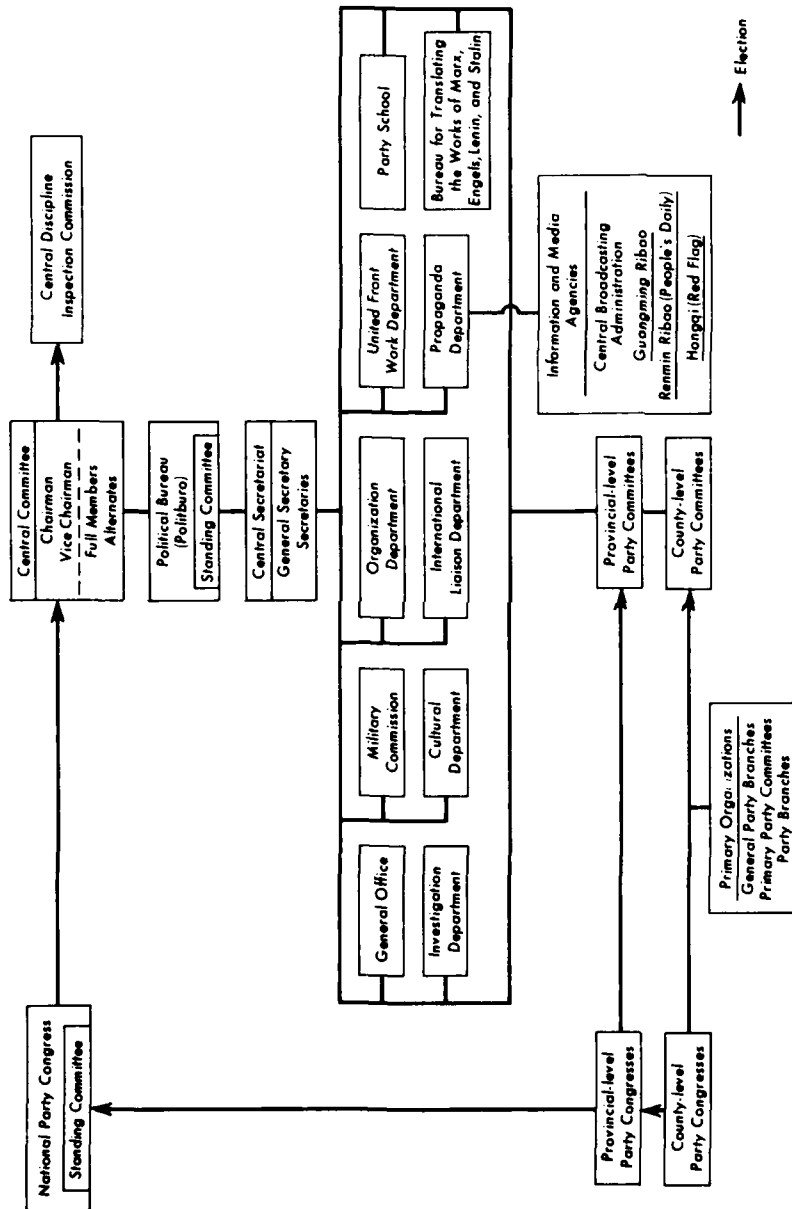 National Party Congress
Standing Committee
Central Committee
Chairman
Vice Chairman
Full Members
Alternates
Central Discipline
Inspection Commission
Political Bureau
(Politburo)
Standing Committee
Central Secretariat
General Secretary
Secretaries
General Office
Military
Commission
Organization
Department
United Front
Work Department
Party School
Investigation
Department
Cultural
Department
International
Liaison Department
Propaganda
Department
Bureau for Translating
the Works of Marx,
Engels, Lenin, and Stalin
Information and Media
Agencies
Central Broadcasting
Administration
Guangming Ribao
Renmin Ribao (People's Daily)
Hongqi (Red Flag)
Provincial-level
Party Congresses
Provincial-level
Party Committees
County-level
Party Congresses
County-level
Party Committees
Primary Organizations
General Party Branches
Primary Party Committees
Party Branches
Election